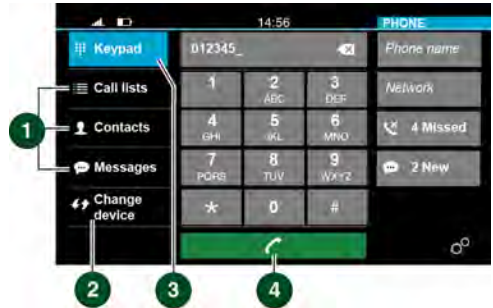 14:56
PHONE
Keypad
012345_
Phone name
Call lists
1
2
ABC
3
DEF
Network
1
Contacts
4
GHI
5
JKL
6
MNO
4 Missed
Messages
7
PQRS
8
TUV
9
WXYZ
2 New
Change
device
*
0
#
2
3
4